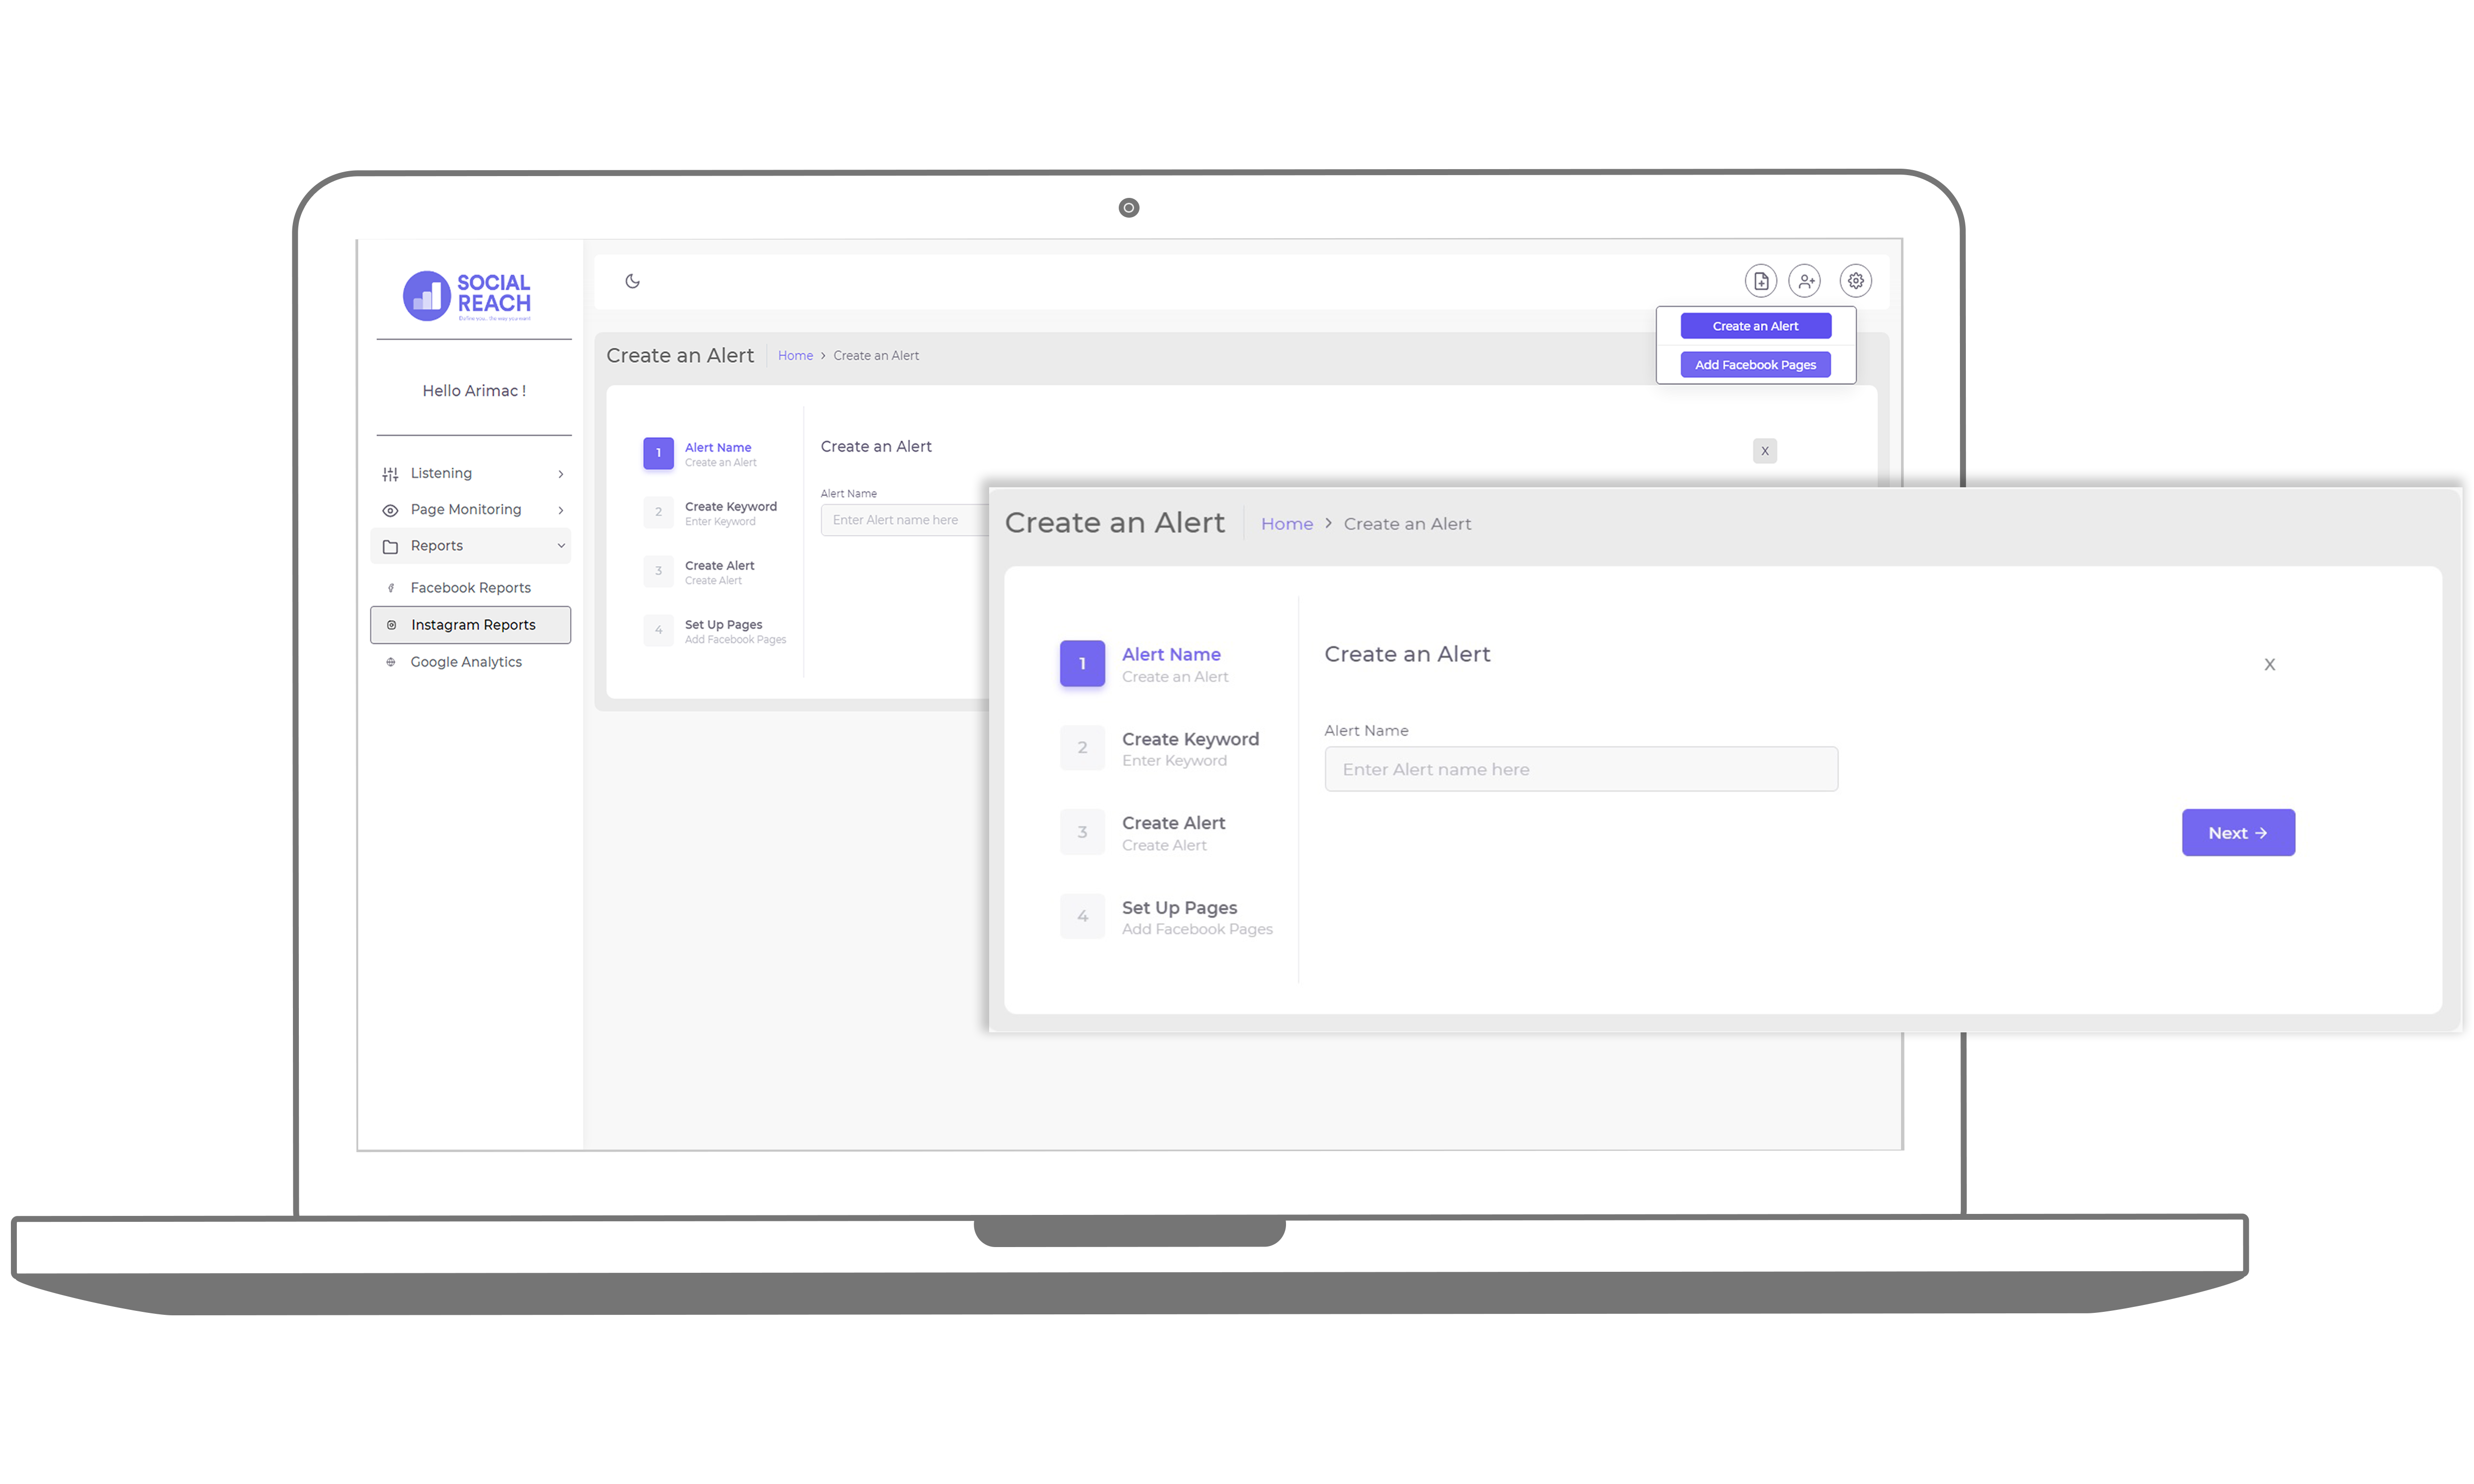 SOCIAL
REACH
Create an Alert
Add Facebook Pages
Create an Alert
Home > Create an Alert
Hello Arimac !
Listening
Page Monitoring
Reports
Facebook Reports
Instagram Reports
Google Analytics
1
Alert Name
Create an Alert
2
Create Keyword
Enter Keyword
3
Create Alert
Create Alert
4
Set Up Pages
Add Facebook Pages
Create an Alert
X
Alert Name
Enter Alert name here
Create an Alert
Home > Create an Alert
1
Alert Name
Create an Alert
2
Create Keyword
Enter Keyword
3
Create Alert
Create Alert
4
Set Up Pages
Add Facebook Pages
Create an Alert
X
Alert Name
Enter Alert name here
Next →